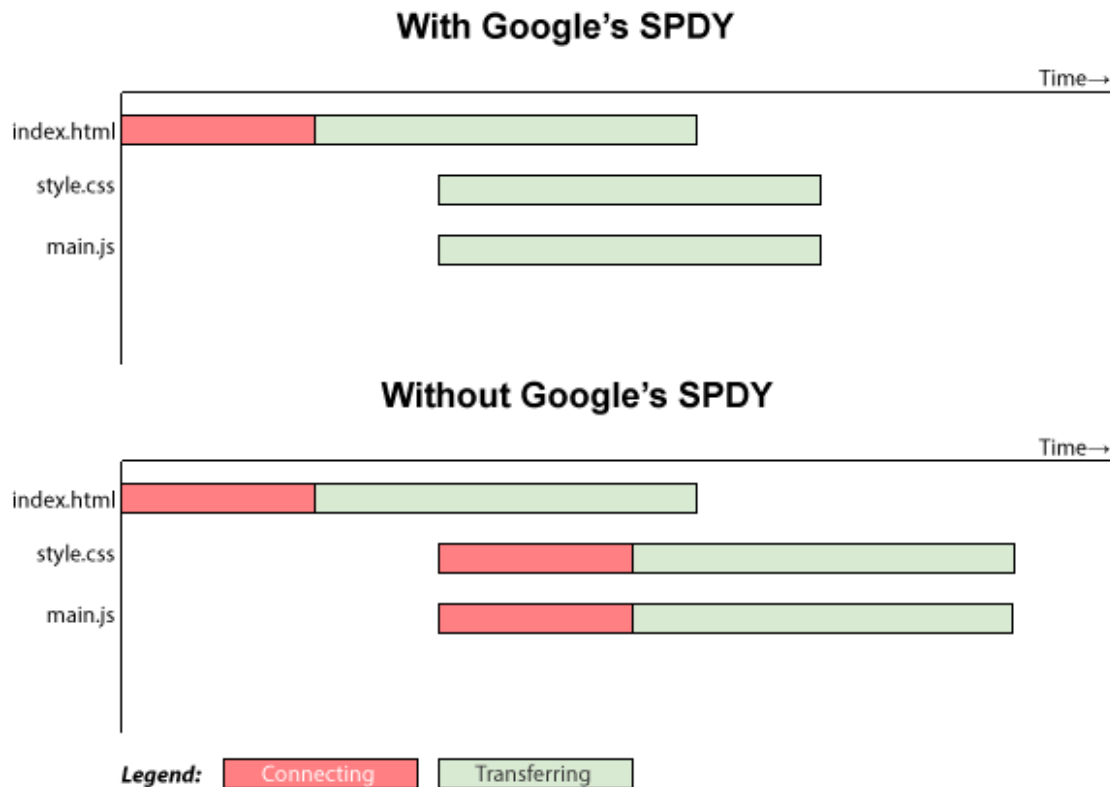 With Google’s SPDY
Time→
index.html
style.css
main.js
Without Google’s SPDY
Time→
index.html
style.css
main.js
Legend: Connecting Transferring